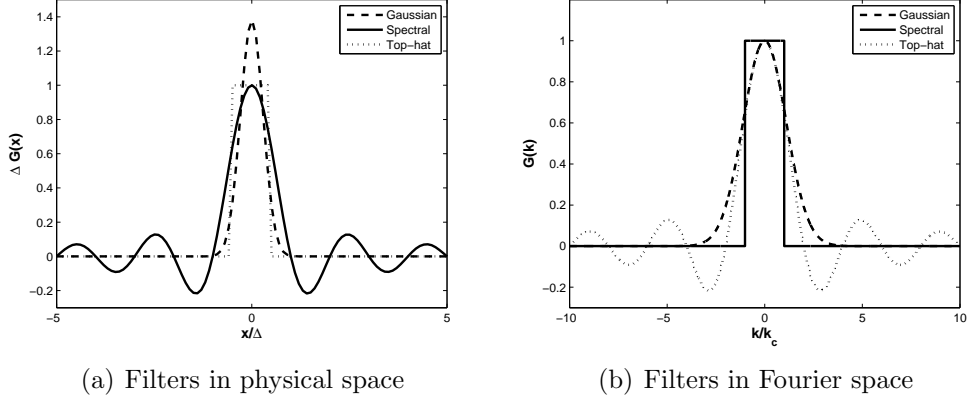 1.4
1.2
1
0.8
0.6
0.4
0.2
0
-0.2
-5
0
5
Δ G(x)
x/Δ
Gaussian
Spectral
Top-hat
(a) Filters in physical space
1
0.8
0.6
0.4
0.2
0
-0.2
-10
-5
0
5
10
G(k)
k/k_c
Gaussian
Spectral
Top-hat
(b) Filters in Fourier space